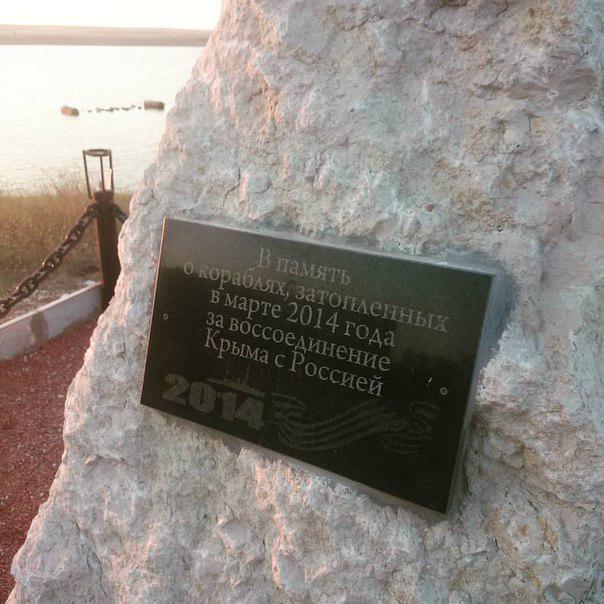 В память
о кораблях, затопленных
в марте 2014 года
за воссоединение
Крыма с Россией
2014